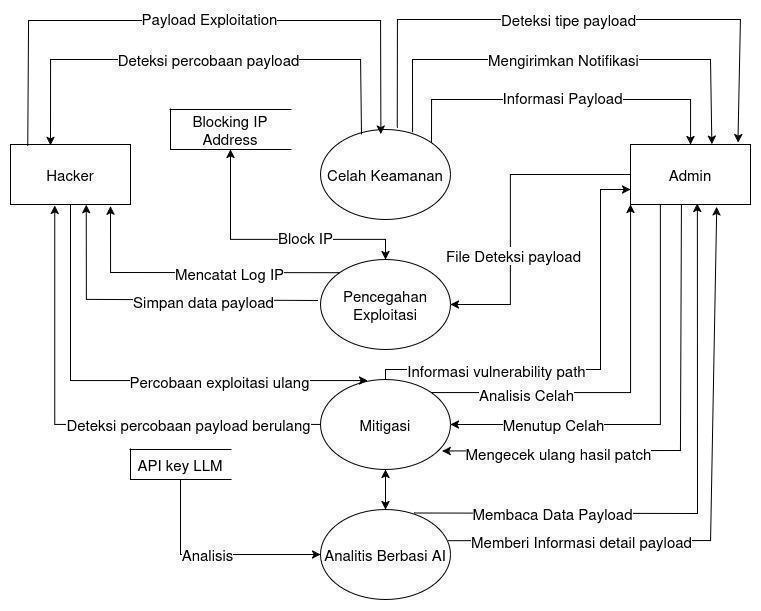 Payload Exploitation
Deteksi tipe payload
Deteksi percobaan payload
Mengirimkan Notifikasi
Informasi Payload
Blocking IP
Address
Hacker
Celah Keamanan
Admin
Block IP
File Deteksi payload
Mencatat Log IP
Simpan data payload
Pencegahan
Exploitasi
Informasi vulnerability path
Percobaan exploitasi ulang
Analisis Celah
Deteksi percobaan payload berulang
Mitigasi
Menutup Celah
Mengecek ulang hasil patch
API key LLM
Membaca Data Payload
Memberi Informasi detail payload
Analisis
Analitis Berbasi AI